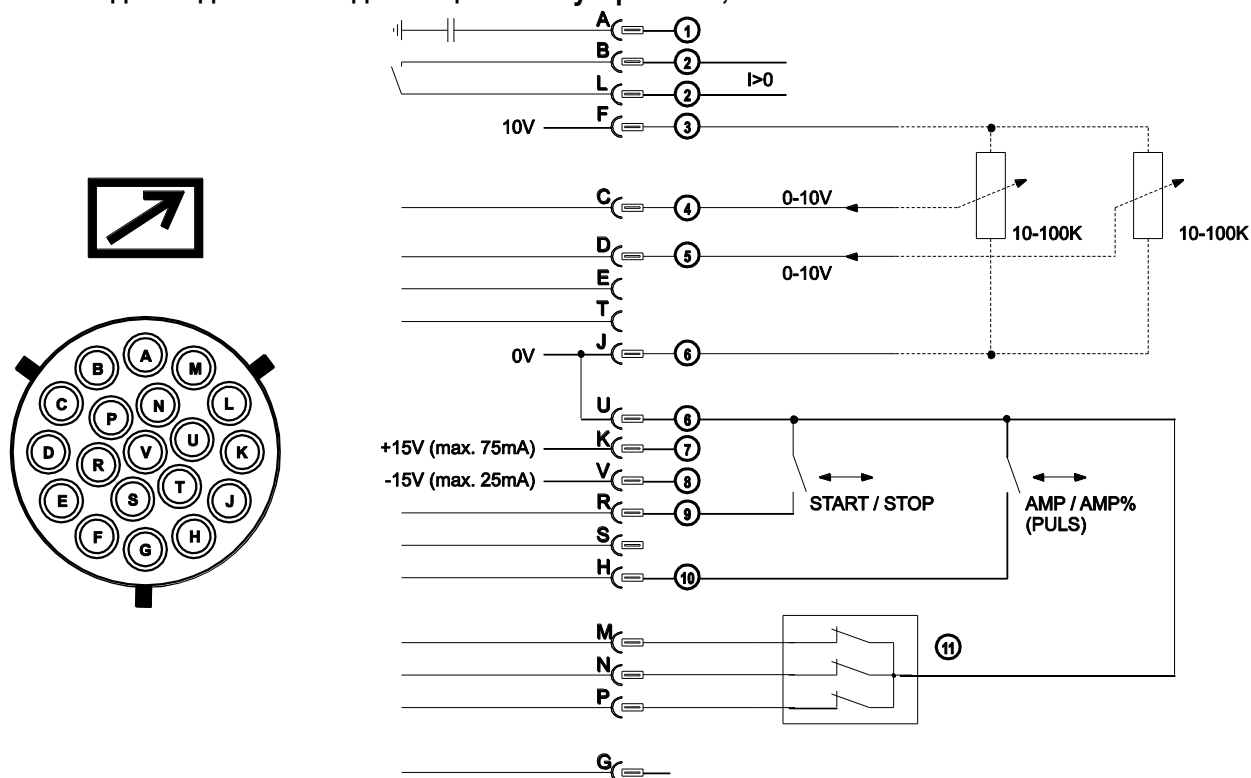 A 1
B 2
I>0
L 2
F
10V 3
C 4 0-10V
10-100K 10-100K
D 5
0-10V
E
T
J
0V 6
U 6
+15V (max. 75mA) K 7
-15V (max. 25mA) V 8
R 9
START / STOP
AMP / AMP%
(PULS)
S
H 10
M 11
N
P
G
A
B M
C N L
P
U
D R V K
T
E S J
F H
G